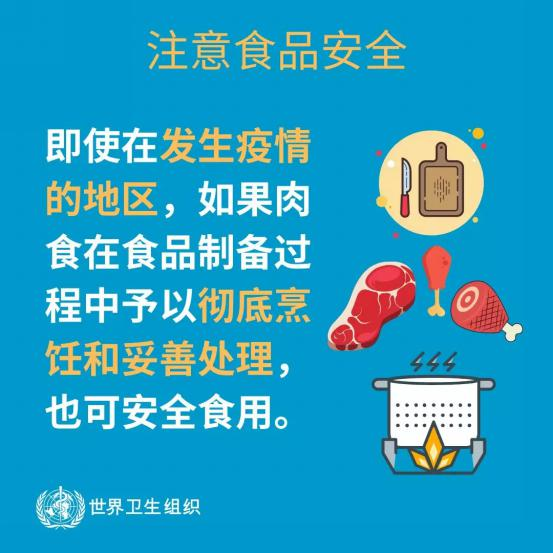 注意食品安全
即使在发生疫情
的地区，如果肉
食在食品制备过
程中予以彻底烹
饪和妥善处理，
也可安全食用。
世界卫生组织